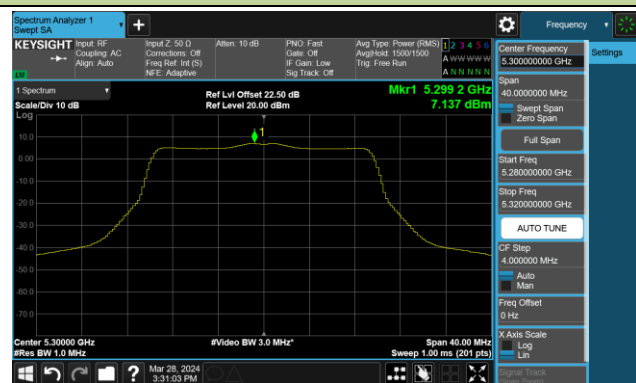 Spectrum Analyzer 1
Swept SA
+
Frequency
KEYSIGHT
Input: RF
Coupling: AC
Align: Auto
Input Z: 50 Ω
Corrections: Off
Freq Ref: Int (S)
NFE: Adaptive
Atten: 10 dB
PNO: Fast
Gate: Off
IF Gain: Low
Sig Track: Off
Avg Type: Power (RMS)
Avg|Hold: 1500/1500
Trig: Free Run
1 2 3 4 5 6
A W W W W W
A N N N N N
LW
1 Spectrum
Scale/Div 10 dB
Log
Ref Lvl Offset 22.50 dB
Ref Level 20.00 dBm
Mkr1 5.299 2 GHz
7.137 dBm
1
10.0
0.00
-10.0
-20.0
-30.0
-40.0
-50.0
-60.0
-70.0
Center 5.30000 GHz
#Res BW 1.0 MHz
#Video BW 3.0 MHz*
Span 40.00 MHz
Sweep 1.00 ms (201 pts)
Center Frequency
5.300000000 GHz
Settings
Span
40.0000000 MHz
Swept Span
Zero Span
Full Span
Start Freq
5.280000000 GHz
Stop Freq
5.320000000 GHz
AUTO TUNE
CF Step
4.000000 MHz
Auto
Man
Freq Offset
0 Hz
X Axis Scale
Log
Lin
Signal Track
?
Mar 28, 2024
3:31:03 PM